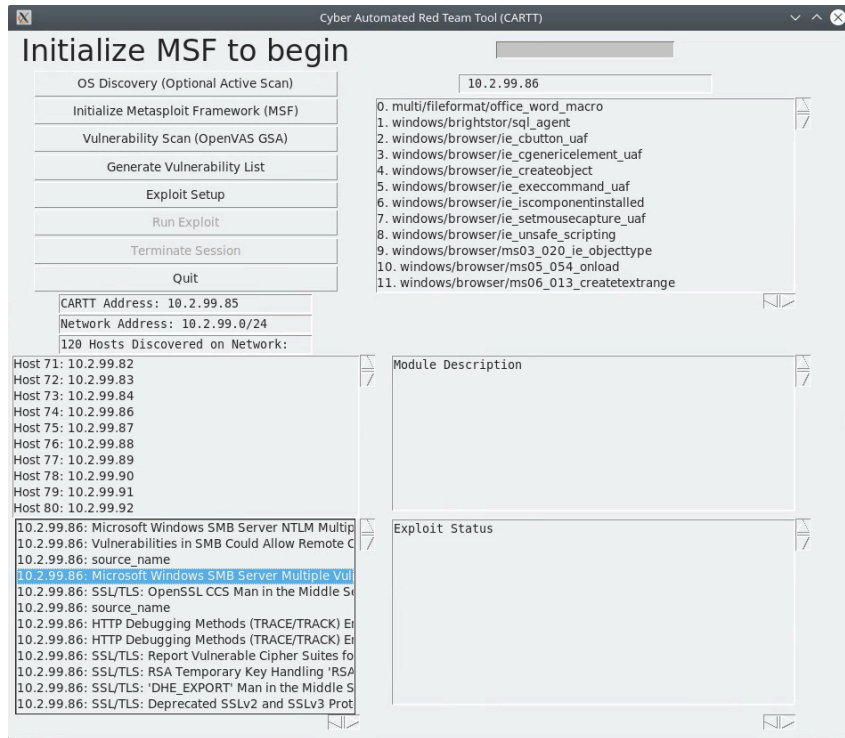 Cyber Automated Red Team Tool (CARTT)
Initialize MSF to begin
OS Discovery (Optional Active Scan)
Initialize Metasploit Framework (MSF)
Vulnerability Scan (OpenVAS GSA)
Generate Vulnerability List
Exploit Setup
Run Exploit
Terminate Session
Quit
CARTT Address: 10.2.99.85
Network Address: 10.2.99.0/24
120 Hosts Discovered on Network:
10.2.99.86
0. multi/fileformat/office_word_macro
1. windows/brightstor/sql_agent
2. windows/browser/ie_cbutton_uaf
3. windows/browser/ie_cgenericelement_uaf
4. windows/browser/ie_createobject
5. windows/browser/ie_execcommand_uaf
6. windows/browser/ie_iscomponentinstalled
7. windows/browser/ie_setmousecapture_uaf
8. windows/browser/ie_unsafe_scripting
9. windows/browser/ms03_020_ie_objecttype
10. windows/browser/ms05_054_onload
11. windows/browser/ms06_013_createtextrange
Host 71: 10.2.99.82
Host 72: 10.2.99.83
Host 73: 10.2.99.84
Host 74: 10.2.99.86
Host 75: 10.2.99.87
Host 76: 10.2.99.88
Host 77: 10.2.99.89
Host 78: 10.2.99.90
Host 79: 10.2.99.91
Host 80: 10.2.99.92
Module Description
10.2.99.86: Microsoft Windows SMB Server NTLM Multip
10.2.99.86: Vulnerabilities in SMB Could Allow Remote C
10.2.99.86: source_name
10.2.99.86: Microsoft Windows SMB Server Multiple Vul
10.2.99.86: SSL/TLS: OpenSSL CCS Man in the Middle Se
10.2.99.86: source_name
10.2.99.86: HTTP Debugging Methods (TRACE/TRACK) Er
10.2.99.86: HTTP Debugging Methods (TRACE/TRACK) Er
10.2.99.86: SSL/TLS: Report Vulnerable Cipher Suites fo
10.2.99.86: SSL/TLS: RSA Temporary Key Handling 'RSA
10.2.99.86: SSL/TLS: 'DHE_EXPORT' Man in the Middle S
10.2.99.86: SSL/TLS: Deprecated SSLv2 and SSLv3 Prot
Exploit Status